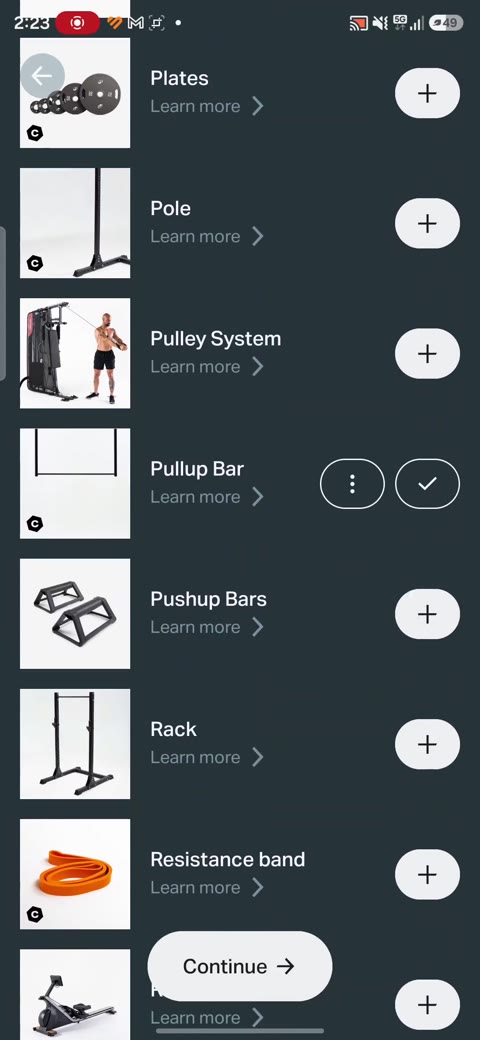 2:23
5G
49
Plates
Learn more
Pole
Learn more
Pulley System
Learn more
Pullup Bar
Learn more
Pushup Bars
Learn more
Rack
Learn more
Resistance band
Learn more
Continue
Learn more